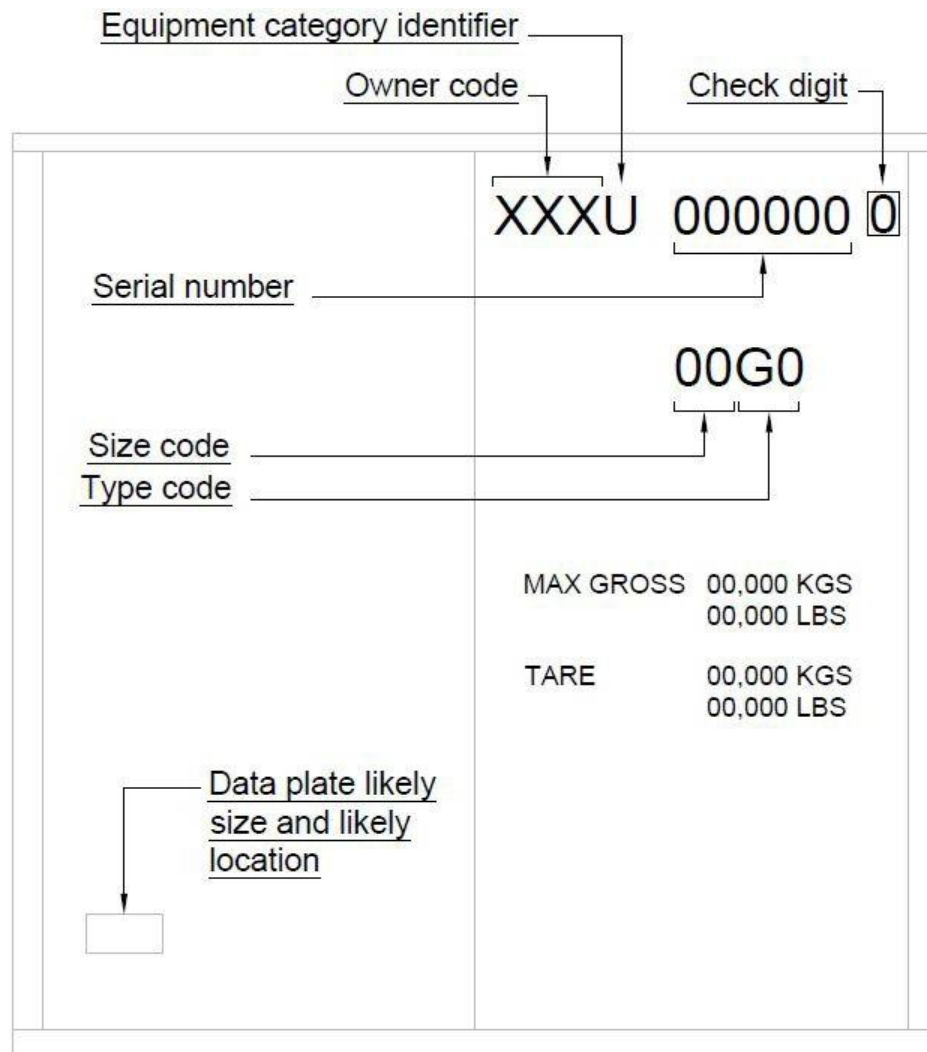 Equipment category identifier
Owner code
Check digit
XXXU 000000 0
Serial number
00G0
Size code
Type code
MAX GROSS 00,000 KGS
00,000 LBS
TARE 00,000 KGS
00,000 LBS
Data plate likely
size and likely
location